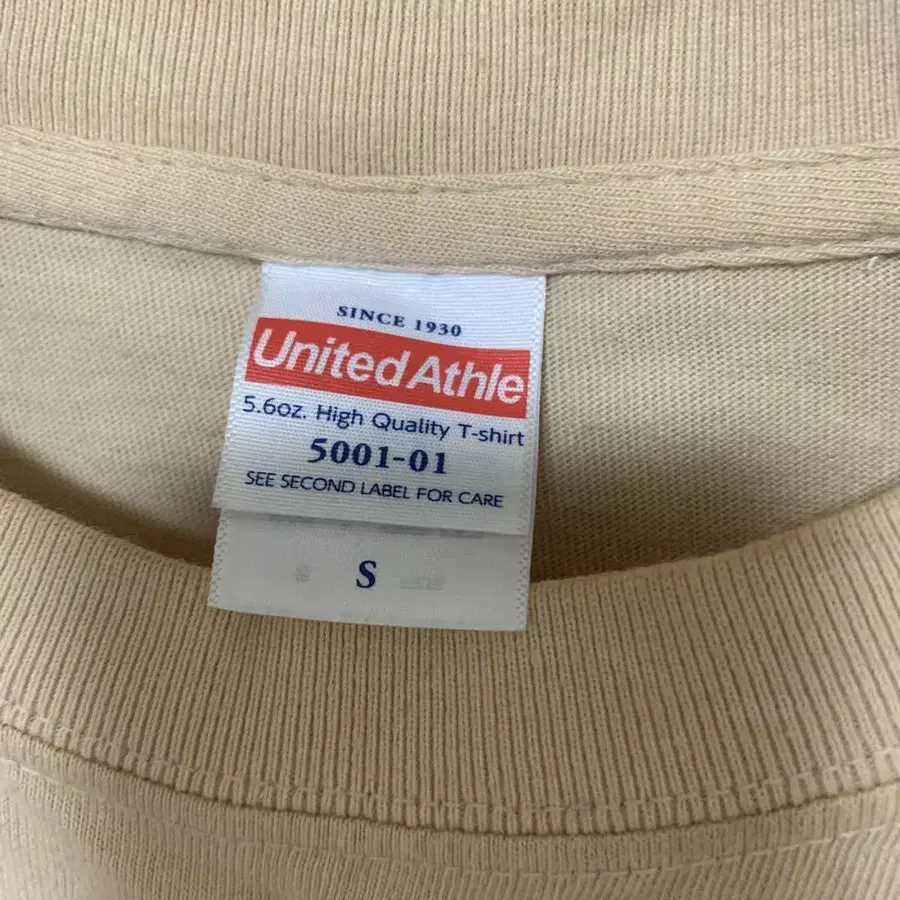 SINCE 1930
United Athle
5.6oz. High Quality T-shirt
5001-01
SEE SECOND LABEL FOR CARE
S